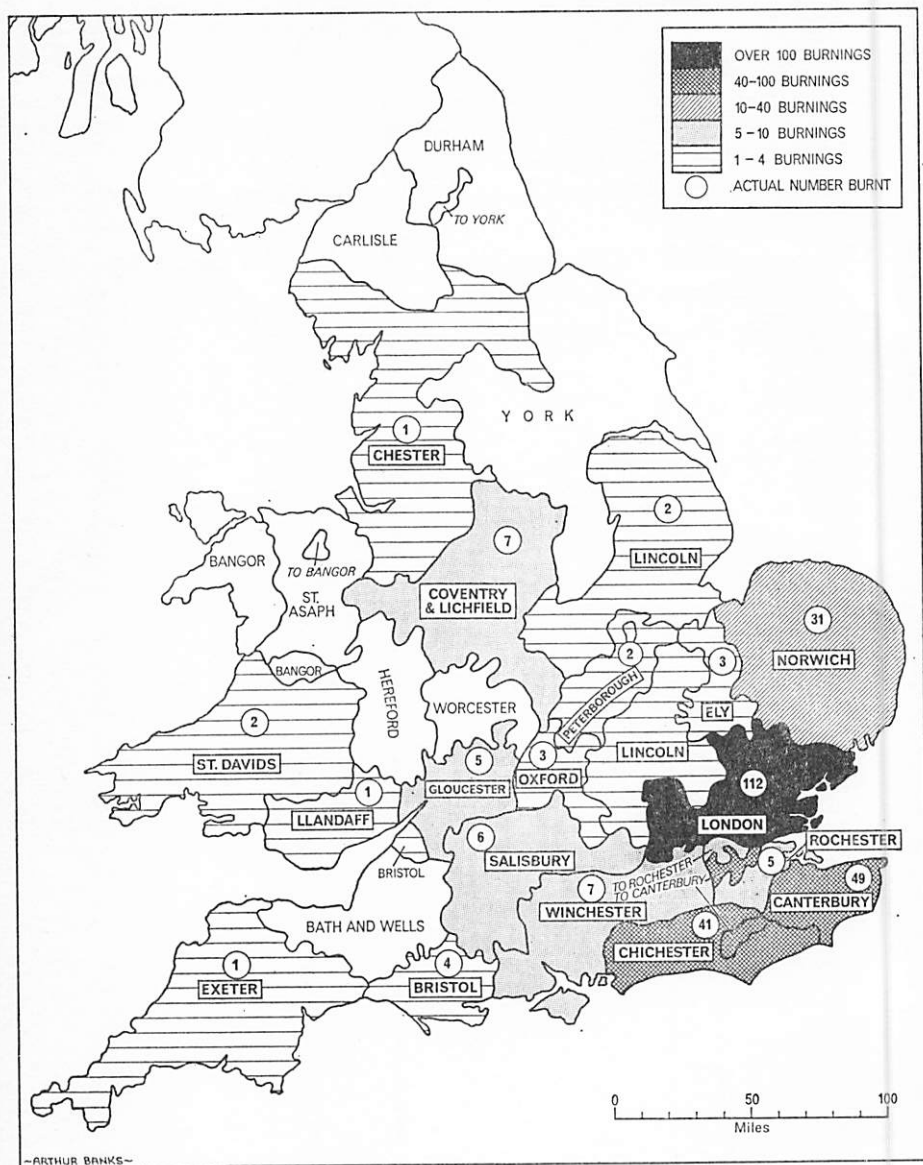 OVER 100 BURNINGS
40-100 BURNINGS
10-40 BURNINGS
5 - 10 BURNINGS
1 - 4 BURNINGS
ACTUAL NUMBER BURNT
DURHAM
TO YORK
CARLISLE
YORK
1
CHESTER
2
LINCOLN
7
COVENTRY
& LICHFIELD
BANGOR
TO BANGOR
ST.
ASAPH
BANGOR
HEREFORD
WORCESTER
31
NORWICH
2
PETERBOROUGH
3
ELY
LINCOLN
2
ST. DAVIDS
5
GLOUCESTER
3
OXFORD
1
LLANDAFF
112
LONDON
BRISTOL
6
SALISBURY
ROCHESTER
5
TO ROCHESTER
TO CANTERBURY
49
CANTERBURY
7
WINCHESTER
BATH AND WELLS
41
CHICHESTER
1
EXETER
4
BRISTOL
0 50 100
Miles
~ARTHUR BANKS~